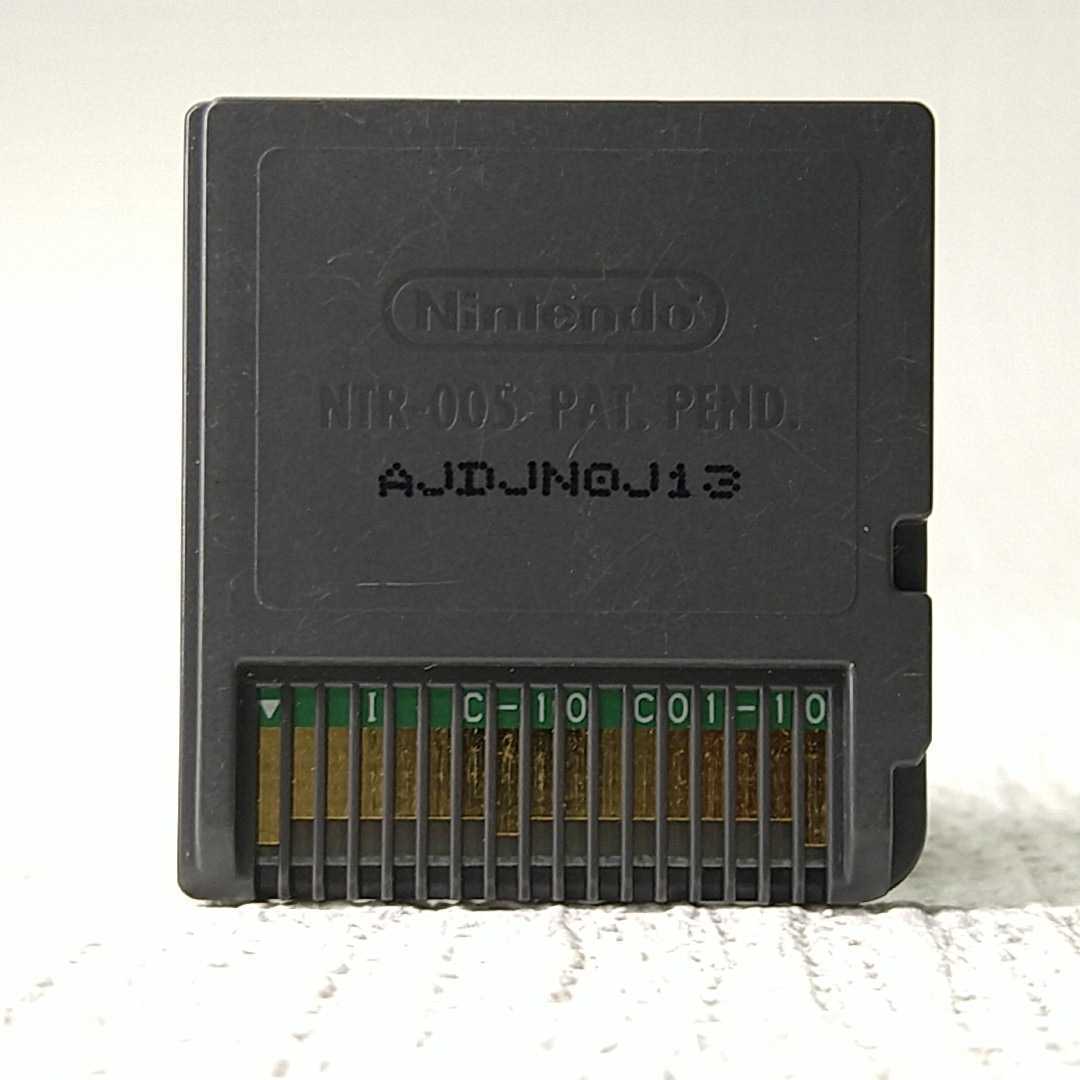 Nintendo
NTR-005 PAT. PEND.
AJDJN0J13
▼ I C-10 C01-10